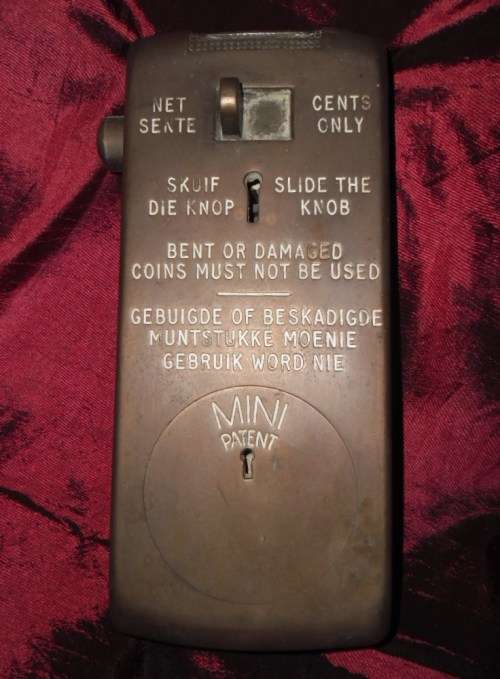 NET CENTS
SENTE ONLY
SKUIF SLIDE THE
DIE KNOP KNOB
BENT OR DAMAGED
COINS MUST NOT BE USED
GEBUIGDE OF BESKADIGDE
MUNTSTUKKE MOENIE
GEBRUIK WORD NIE
MINI
PATENT